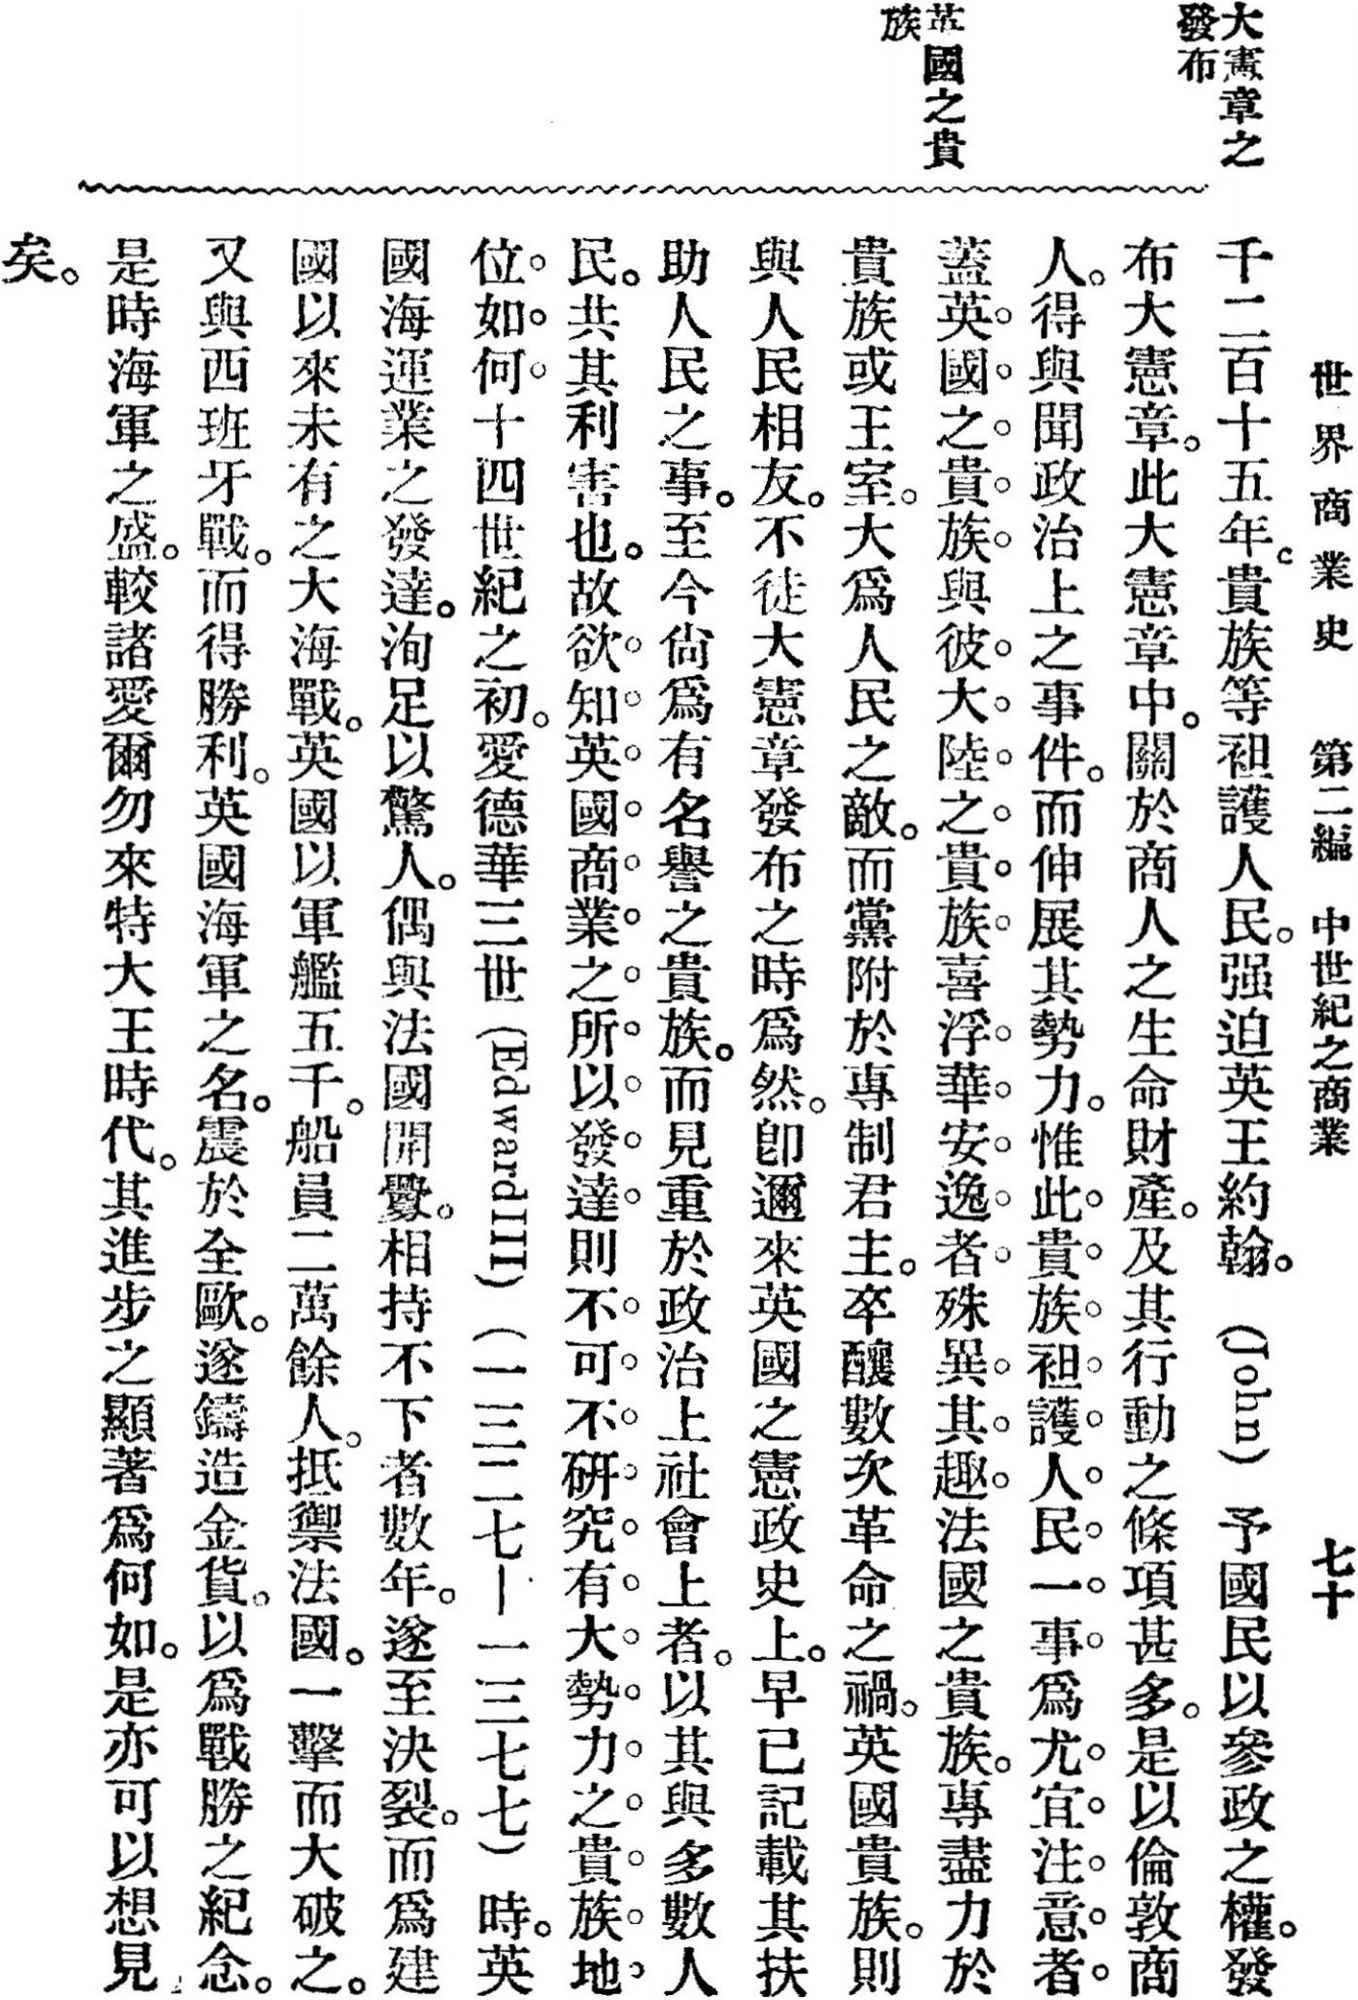 世界商業史　第二編　中世紀之商業　七十
大憲章之
發布
英國之貴
族
千二百十五年。貴族等袒護人民。强迫英王約翰。(John)予國民以參政之權。發
布大憲章。此大憲章中。關於商人之生命財產。及其行動之條項甚多。是以倫敦商
人。得與聞政治上之事件。而伸展其勢力。惟此貴族袒護人民一事爲尤宜注意者
蓋英國之貴族與彼大陸之貴族喜浮華安逸者殊異其趣法國之貴族。專盡力於
貴族或王室。大爲人民之敵。而黨附於專制君主。卒釀數次革命之禍。英國貴族。則
與人民相友。不徒大憲章發布之時爲然。卽邇來英國之憲政史上。早已記載其扶
助人民之事。至今尙爲有名譽之貴族。而見重於政治上社會上者。以其與多數人
民。共其利害也。故欲知英國商業之所以發達則不可不硏究有大勢力之貴族地
位如何十四世紀之初。愛德華三世(Edward III)(一三二七—一三七七)時。英
國海運業之發達。洵足以驚人。偶與法國開釁。相持不下者數年。遂至決裂。而爲建
國以來未有之大海戰。英國以軍艦五千。船員二萬餘人。抵禦法國。一擊而大破之。
又與西班牙戰。而得勝利。英國海軍之名。震於全歐。遂鑄造金貨。以爲戰勝之紀念。
是時海軍之盛。較諸愛爾勿來特大王時代。其進步之顯著爲何如。是亦可以想見
矣。